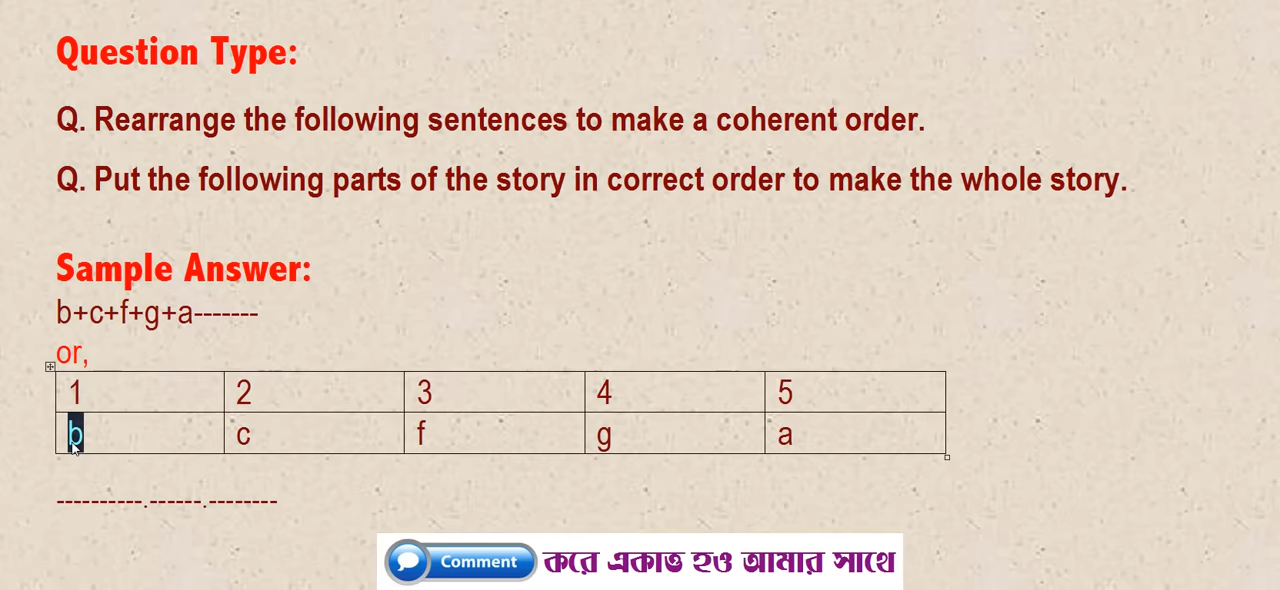 Question Type:
Q. Rearrange the following sentences to make a coherent order.
Q. Put the following parts of the story in correct order to make the whole story.
Sample Answer:
b+c+f+g+a-------
or,
1 2 3 4 5
b c f g a
----------.------.--------
Comment করে একাত্ত হও আমার সাথে